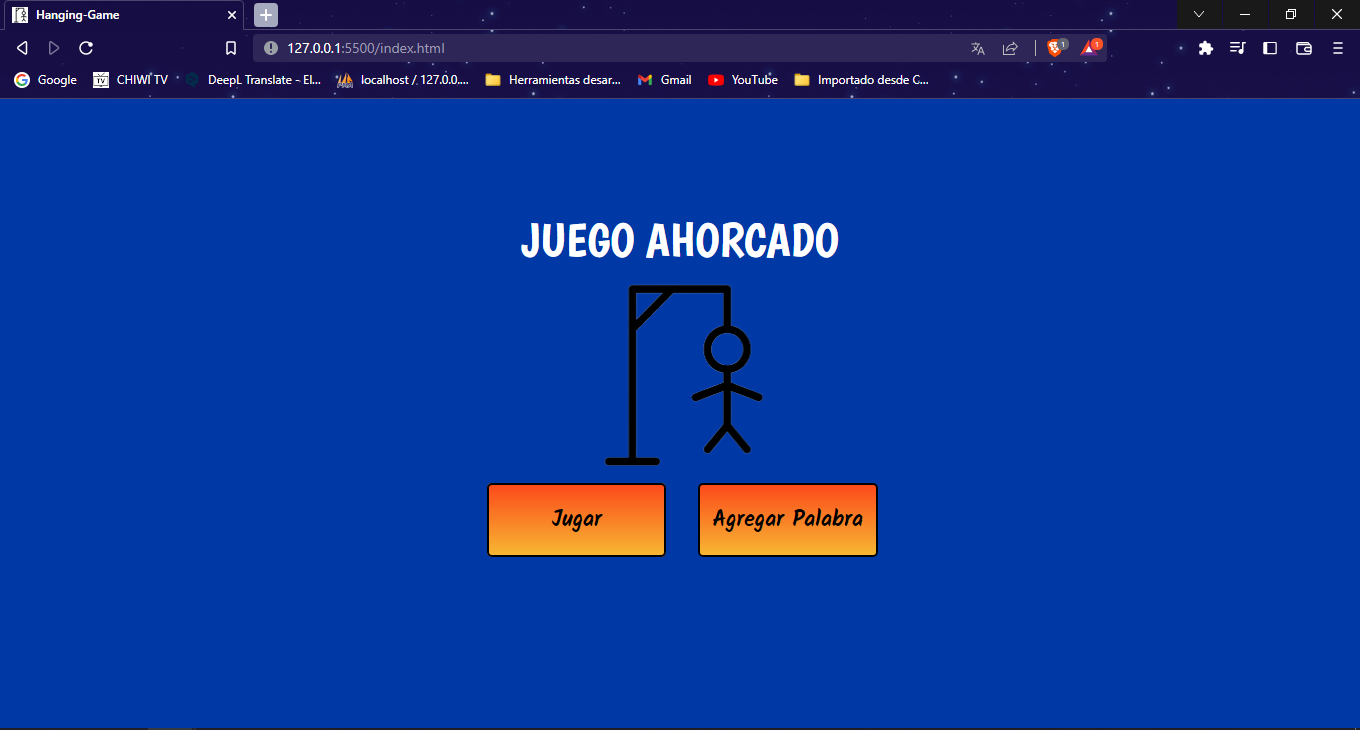 Hanging-Game
127.0.0.1:5500/index.html
1
1
Google
CHIWI TV
DeepL Translate - El...
localhost / 127.0.0....
Herramientas desar...
Gmail
YouTube
Importado desde C...
JUEGO AHORCADO
Jugar
Agregar Palabra